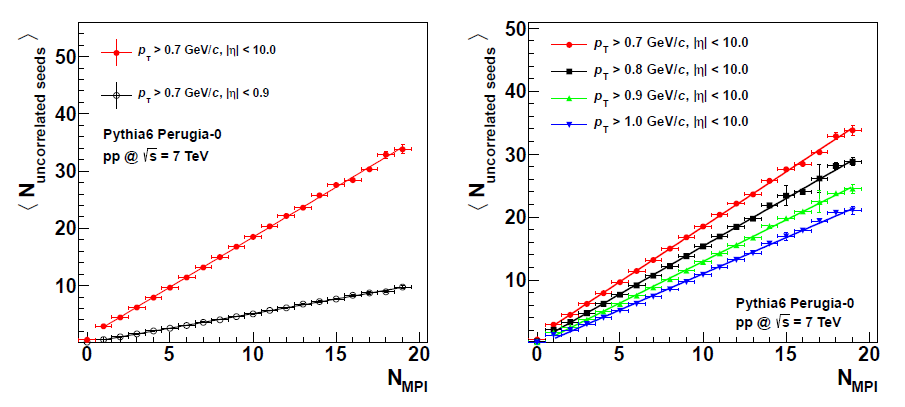 ⟨ N uncorrelated seeds ⟩
50
40
30
20
10
p_T > 0.7 GeV/c, |η| < 10.0
p_T > 0.7 GeV/c, |η| < 0.9
Pythia6 Perugia-0
pp @ √s = 7 TeV
0 5 10 15 20
N_MPI
⟨ N uncorrelated seeds ⟩
50
40
30
20
10
p_T > 0.7 GeV/c, |η| < 10.0
p_T > 0.8 GeV/c, |η| < 10.0
p_T > 0.9 GeV/c, |η| < 10.0
p_T > 1.0 GeV/c, |η| < 10.0
Pythia6 Perugia-0
pp @ √s = 7 TeV
0 5 10 15 20
N_MPI